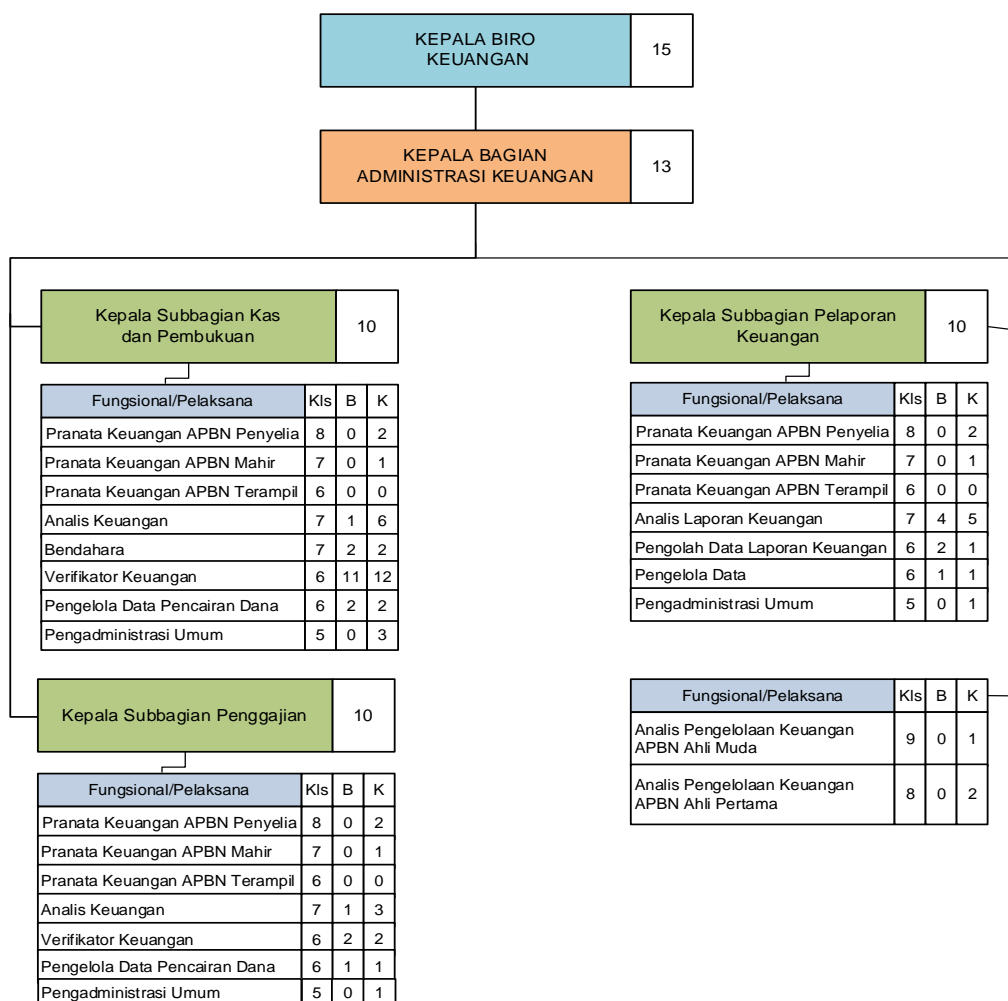 KEPALA BIRO
KEUANGAN
15
KEPALA BAGIAN
ADMINISTRASI KEUANGAN
13
Kepala Subbagian Kas
dan Pembukuan
10
Fungsional/Pelaksana Kls B K
Pranata Keuangan APBN Penyelia 8 0 2
Pranata Keuangan APBN Mahir 7 0 1
Pranata Keuangan APBN Terampil 6 0 0
Analis Keuangan 7 1 6
Bendahara 7 2 2
Verifikator Keuangan 6 11 12
Pengelola Data Pencairan Dana 6 2 2
Pengadministrasi Umum 5 0 3
Kepala Subbagian Penggajian 10
Fungsional/Pelaksana Kls B K
Pranata Keuangan APBN Penyelia 8 0 2
Pranata Keuangan APBN Mahir 7 0 1
Pranata Keuangan APBN Terampil 6 0 0
Analis Keuangan 7 1 3
Verifikator Keuangan 6 2 2
Pengelola Data Pencairan Dana 6 1 1
Pengadministrasi Umum 5 0 1
Kepala Subbagian Pelaporan
Keuangan
10
Fungsional/Pelaksana Kls B K
Pranata Keuangan APBN Penyelia 8 0 2
Pranata Keuangan APBN Mahir 7 0 1
Pranata Keuangan APBN Terampil 6 0 0
Analis Laporan Keuangan 7 4 5
Pengolah Data Laporan Keuangan 6 2 1
Pengelola Data 6 1 1
Pengadministrasi Umum 5 0 1
Fungsional/Pelaksana Kls B K
Analis Pengelolaan Keuangan
APBN Ahli Muda
9 0 1
Analis Pengelolaan Keuangan
APBN Ahli Pertama
8 0 2